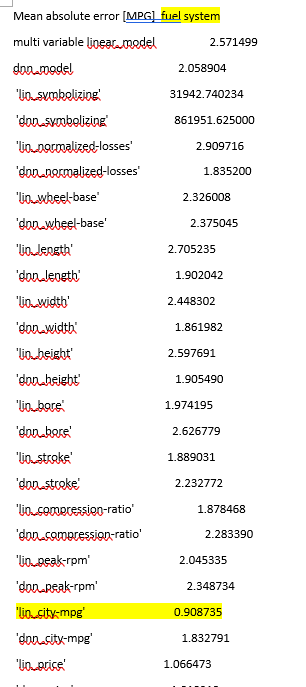 Mean absolute error [MPG] fuel system
multi variable linear_model 2.571499
dnn_model 2.058904
'lin_symbolizing' 31942.740234
'dnn_symbolizing' 861951.625000
'lin_normalized-losses' 2.909716
'dnn_normalized-losses' 1.835200
'lin_wheel-base' 2.326008
'dnn_wheel-base' 2.375045
'lin_length' 2.705235
'dnn_length' 1.902042
'lin_width' 2.448302
'dnn_width' 1.861982
'lin_height' 2.597691
'dnn_height' 1.905490
'lin_bore' 1.974195
'dnn_bore' 2.626779
'lin_stroke' 1.889031
'dnn_stroke' 2.232772
'lin_compression-ratio' 1.878468
'dnn_compression-ratio' 2.283390
'lin_peak-rpm' 2.045335
'dnn_peak-rpm' 2.348734
'lin_city-mpg' 0.908735
'dnn_city-mpg' 1.832791
'lin_price' 1.066473